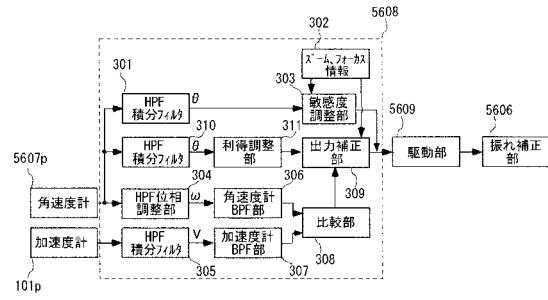 5608
302
ズーム、フォーカス
情報
301
HPF
積分フィルタ
θ
303
敏感度
調整部
310
HPF
積分フィルタ
θ
311
利得調整
部
出力補正
部
309
5609
駆動部
5606
振れ補正
部
5607p
角速度計
304
HPF位相
調整部
ω
306
角速度計
BPF部
比較部
308
加速度計
101p
HPF
積分フィルタ
305
V
加速度計
BPF部
307